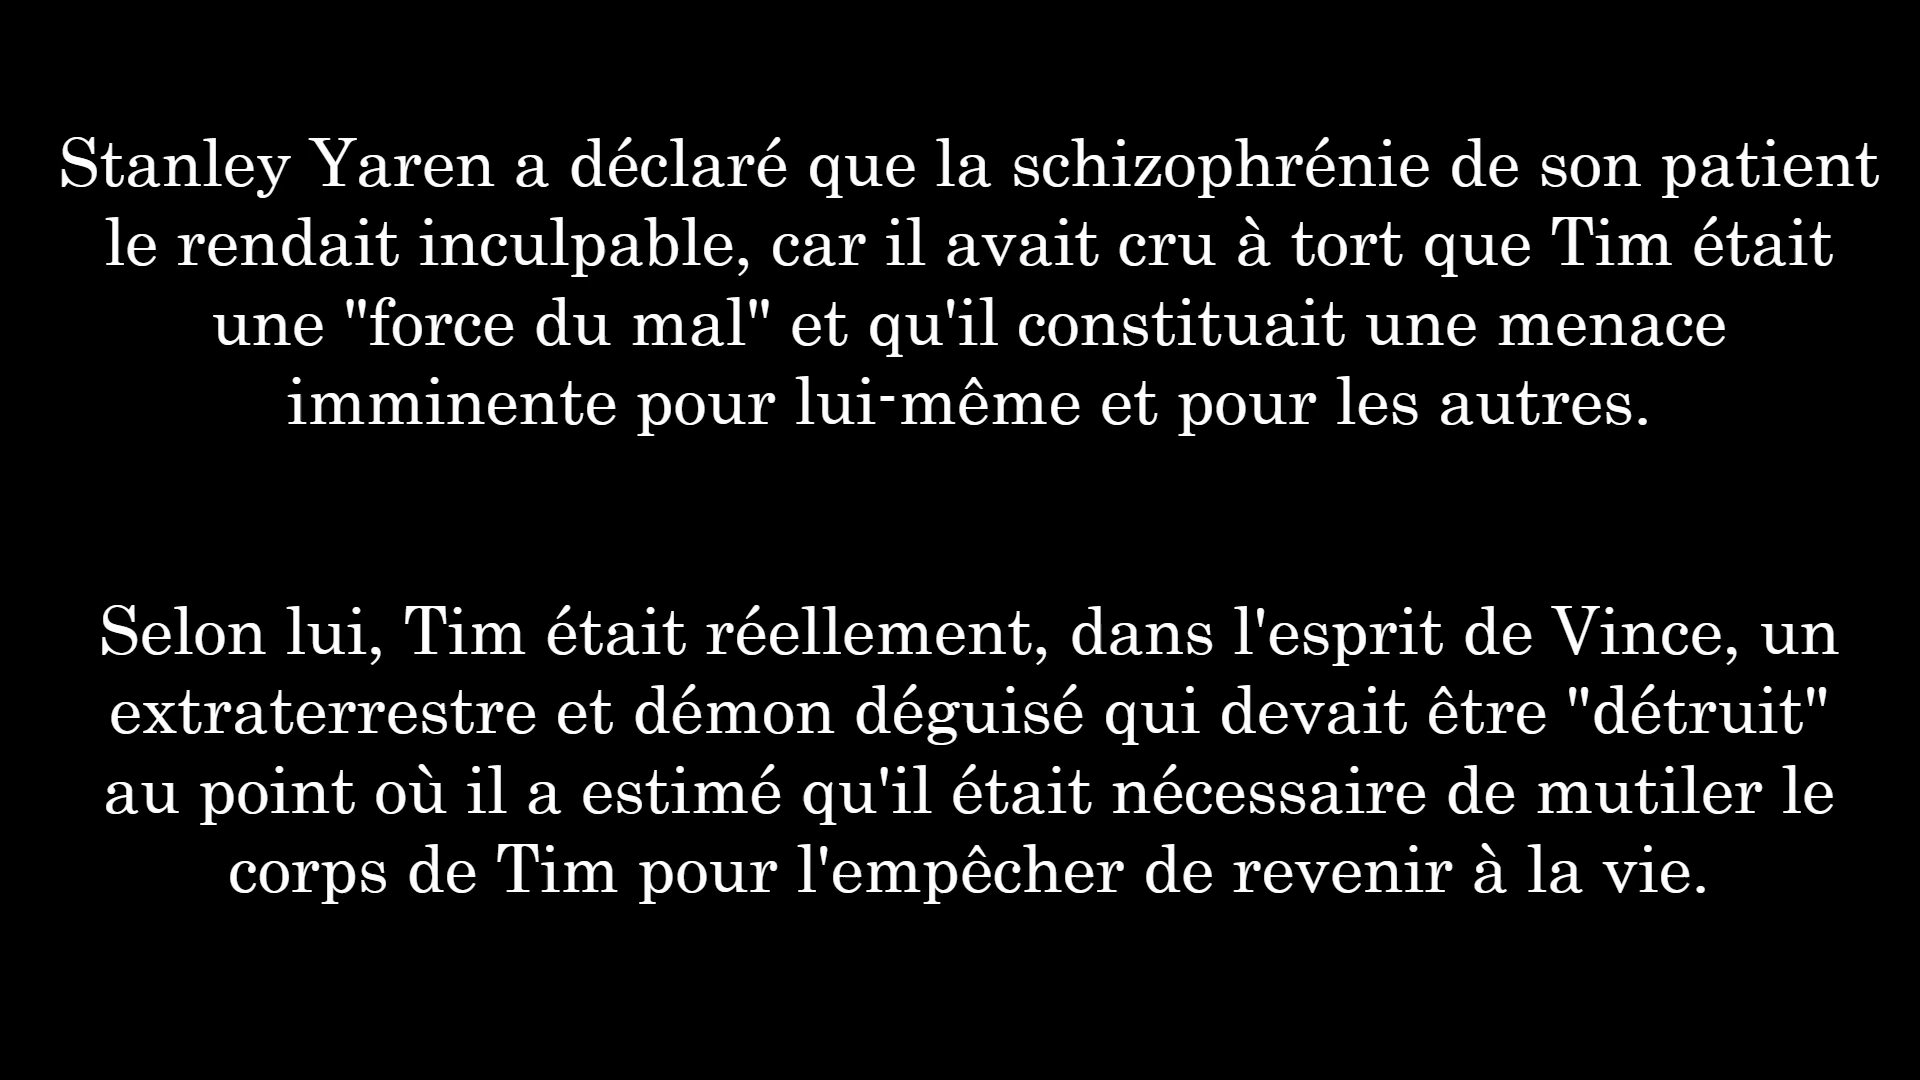 Stanley Yaren a déclaré que la schizophrénie de son patient
le rendait inculpable, car il avait cru à tort que Tim était
une "force du mal" et qu'il constituait une menace
imminente pour lui-même et pour les autres.
Selon lui, Tim était réellement, dans l'esprit de Vince, un
extraterrestre et démon déguisé qui devait être "détruit"
au point où il a estimé qu'il était nécessaire de mutiler le
corps de Tim pour l'empêcher de revenir à la vie.